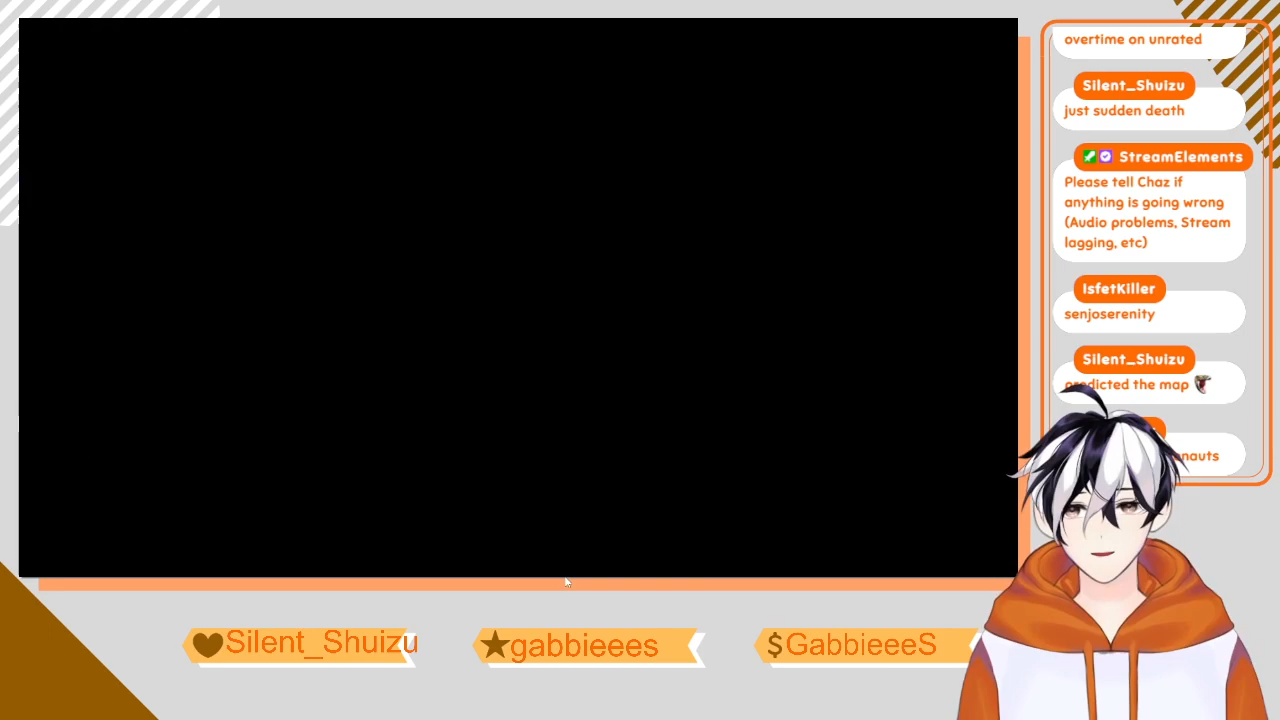 overtime on unrated
Silent_Shuizu
just sudden death
StreamElements
Please tell Chaz if
anything is going wrong
(Audio problems, Stream
lagging, etc)
IsfetKiller
senjoserenity
Silent_Shuizu
predicted the map
Silent_Shuizu
gabbieees
$GabbieeeS